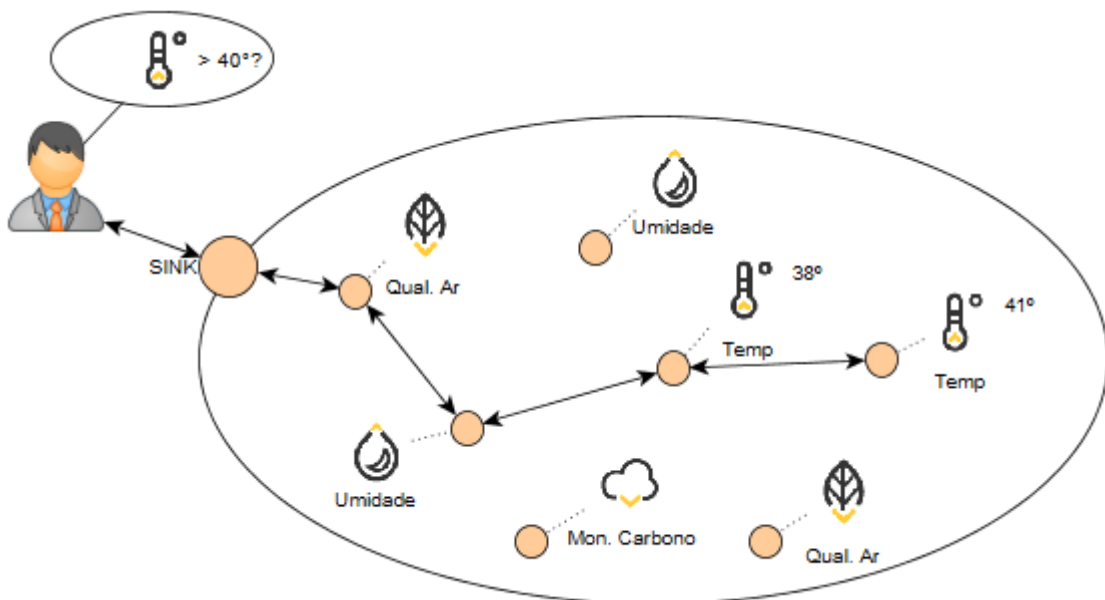 > 40°?
Umidade
SINK
Qual. Ar
38º
41º
Temp
Temp
Umidade
Mon. Carbono
Qual. Ar